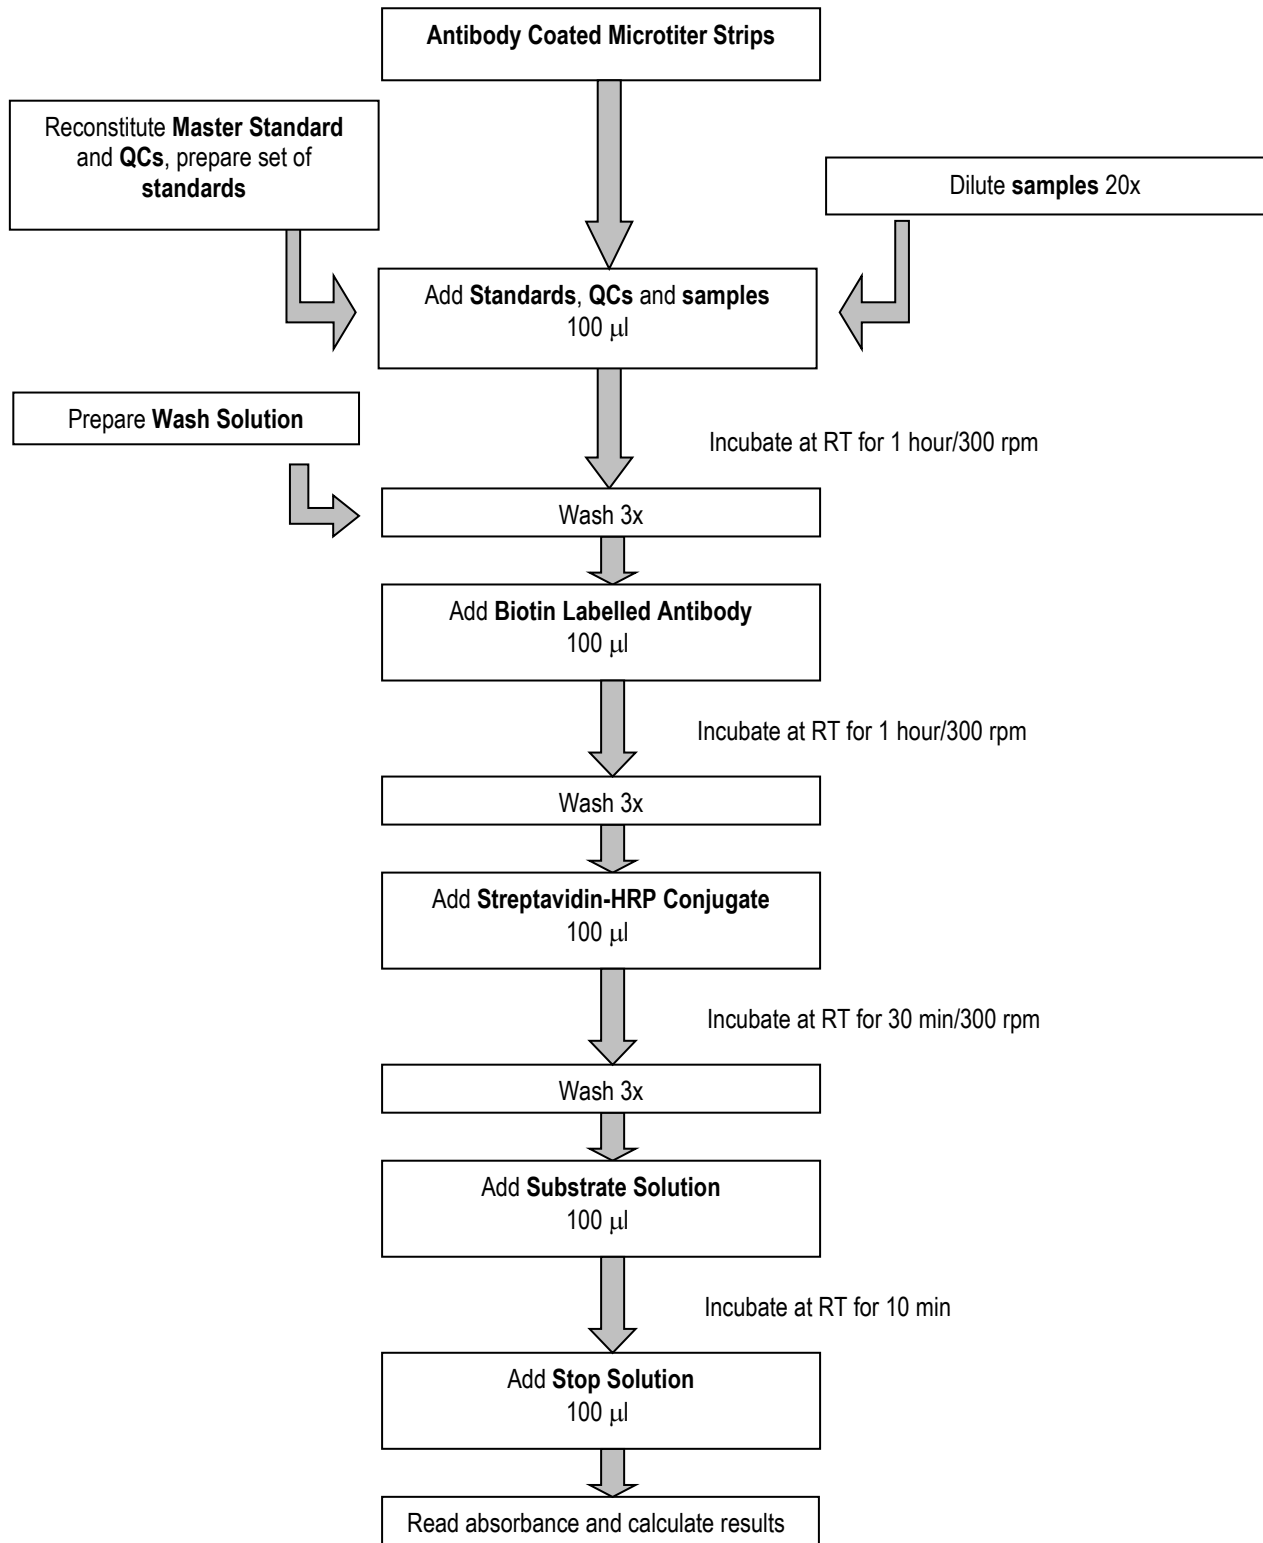 Antibody Coated Microtiter Strips
Reconstitute Master Standard
and QCs, prepare set of
standards
Dilute samples 20x
Add Standards, QCs and samples
100 μl
Prepare Wash Solution
Incubate at RT for 1 hour/300 rpm
Wash 3x
Add Biotin Labelled Antibody
100 μl
Incubate at RT for 1 hour/300 rpm
Wash 3x
Add Streptavidin-HRP Conjugate
100 μl
Incubate at RT for 30 min/300 rpm
Wash 3x
Add Substrate Solution
100 μl
Incubate at RT for 10 min
Add Stop Solution
100 μl
Read absorbance and calculate results